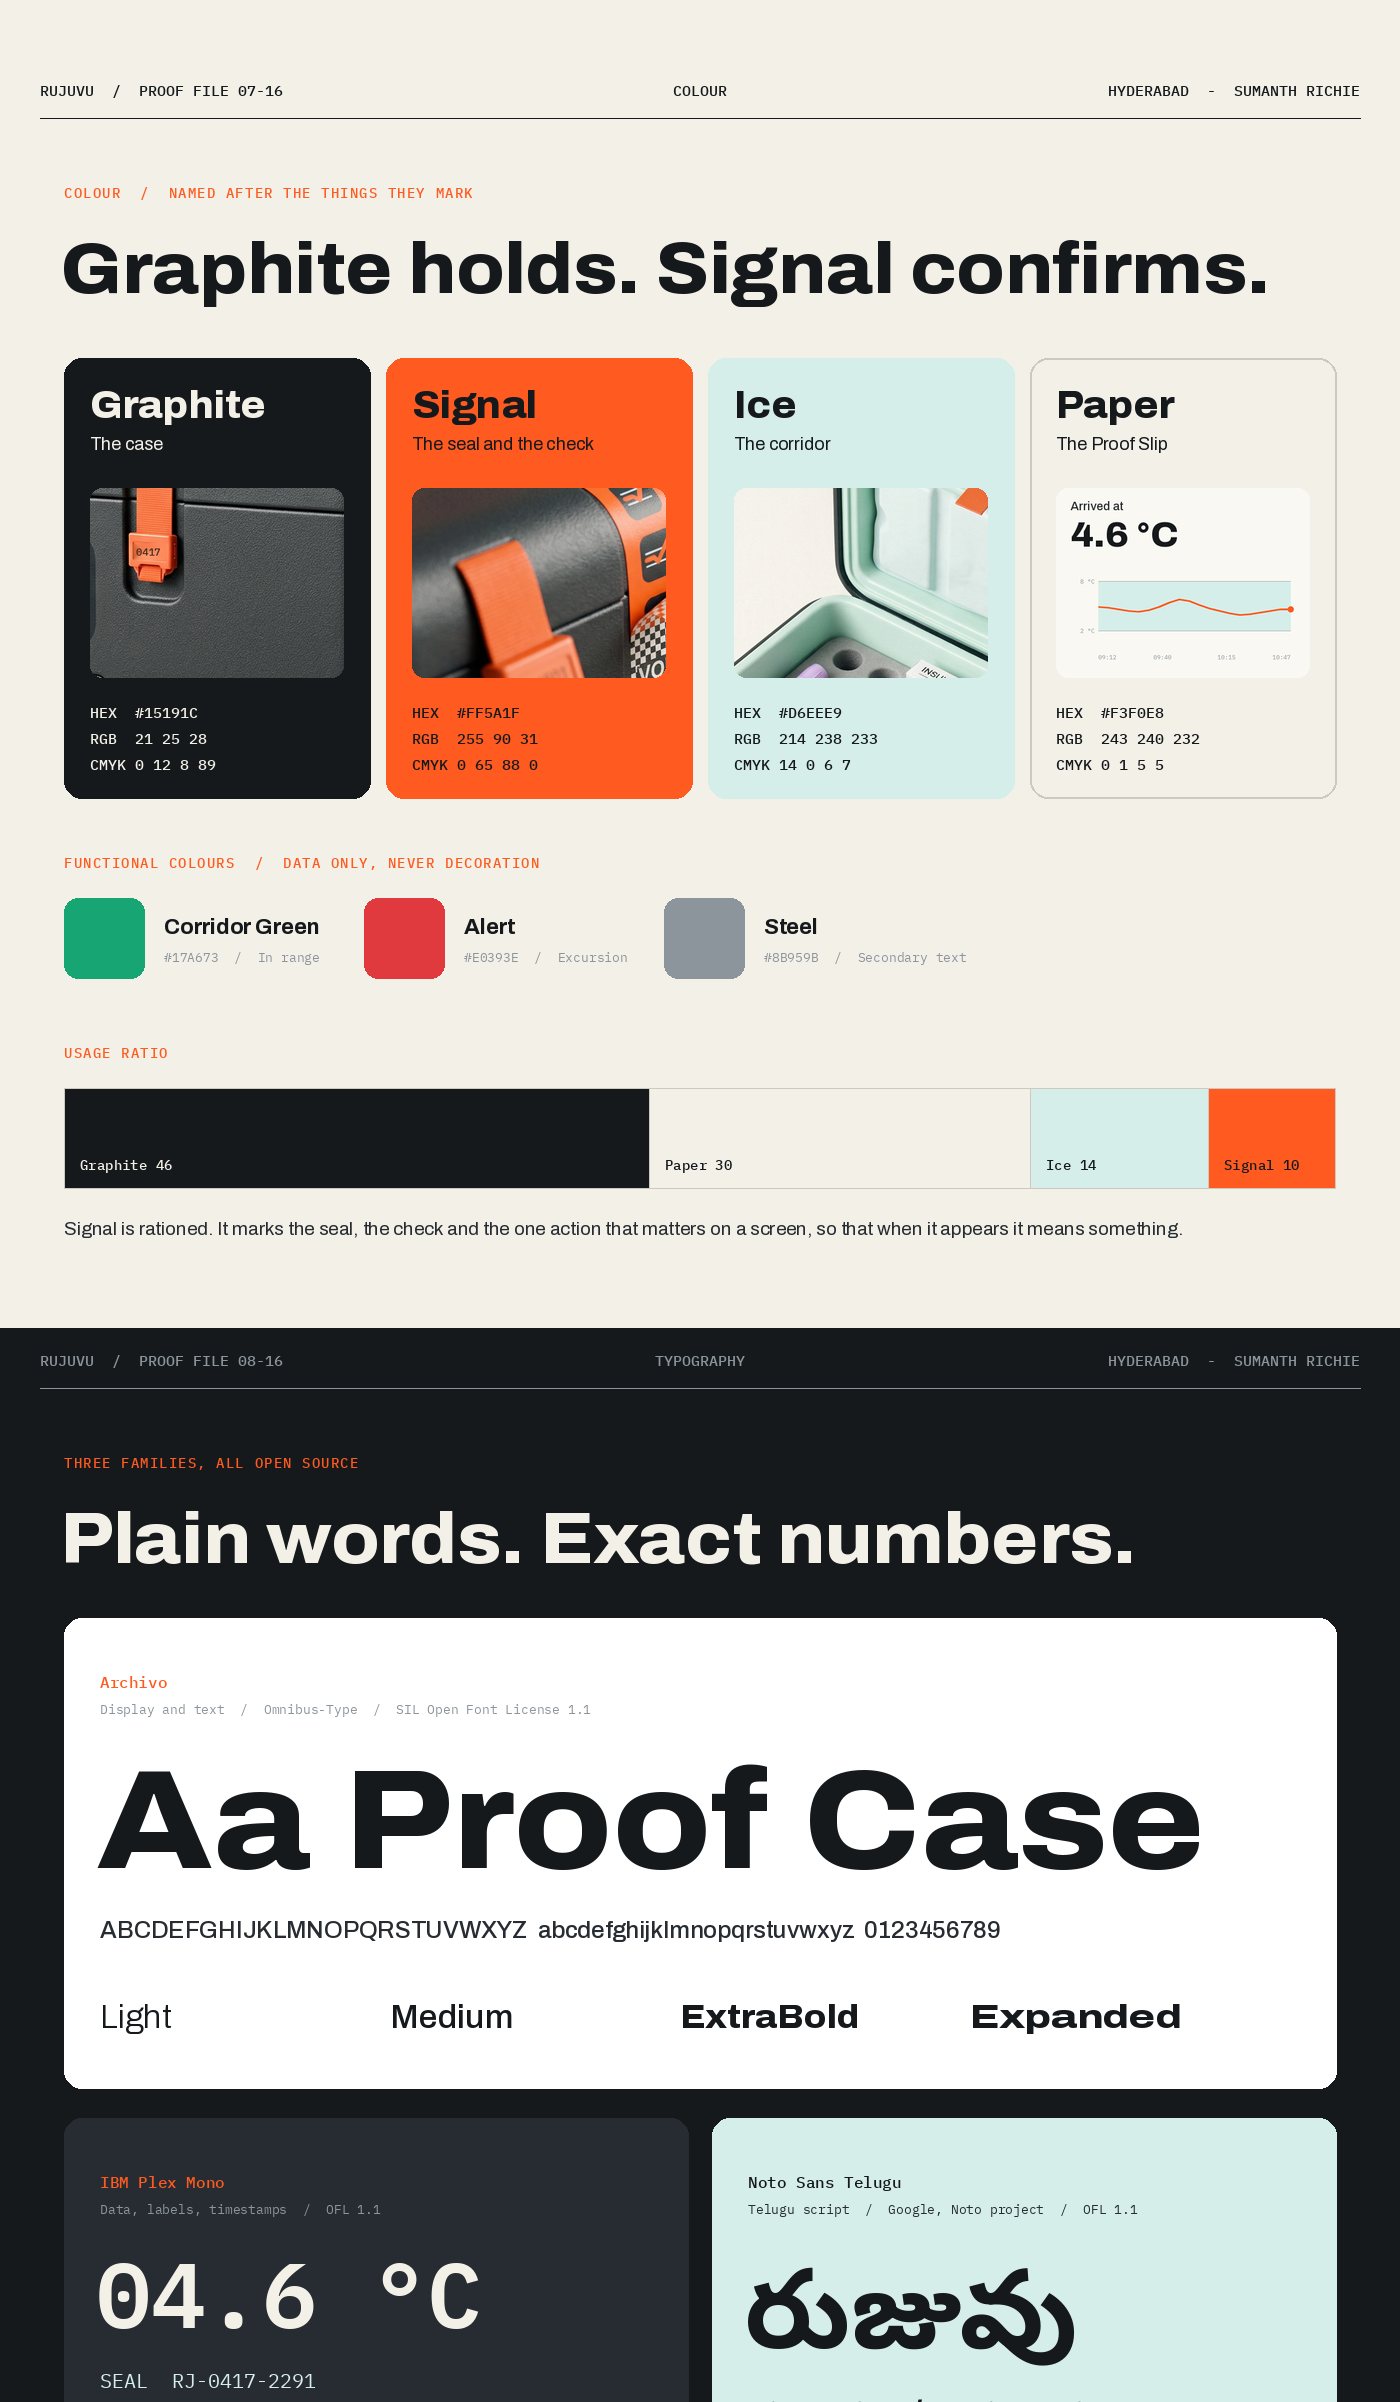 RUJUVU / PROOF FILE 07-16
COLOUR
HYDERABAD - SUMANTH RICHIE
COLOUR / NAMED AFTER THE THINGS THEY MARK
Graphite holds. Signal confirms.
Graphite
The case
0417
HEX #15191C
RGB 21 25 28
CMYK 0 12 8 89
Signal
The seal and the check
HEX #FF5A1F
RGB 255 90 31
CMYK 0 65 88 0
Ice
The corridor
HEX #D6EEE9
RGB 214 238 233
CMYK 14 0 6 7
Paper
The Proof Slip
Arrived at
4.6 °C
8 °C
2 °C
09:12 09:40 10:15 10:47
HEX #F3F0E8
RGB 243 240 232
CMYK 0 1 5 5
FUNCTIONAL COLOURS / DATA ONLY, NEVER DECORATION
Corridor Green
#17A673 / In range
Alert
#E0393E / Excursion
Steel
#8B959B / Secondary text
USAGE RATIO
Graphite 46
Paper 30
Ice 14
Signal 10
Signal is rationed. It marks the seal, the check and the one action that matters on a screen, so that when it appears it means something.
RUJUVU / PROOF FILE 08-16
TYPOGRAPHY
HYDERABAD - SUMANTH RICHIE
THREE FAMILIES, ALL OPEN SOURCE
Plain words. Exact numbers.
Archivo
Display and text / Omnibus-Type / SIL Open Font License 1.1
Aa Proof Case
ABCDEFGHIJKLMNOPQRSTUVWXYZ abcdefghijklmnopqrstuvwxyz 0123456789
Light
Medium
ExtraBold
Expanded
IBM Plex Mono
Data, labels, timestamps / OFL 1.1
04.6 °C
SEAL RJ-0417-2291
Noto Sans Telugu
Telugu script / Google, Noto project / OFL 1.1
రుజువు